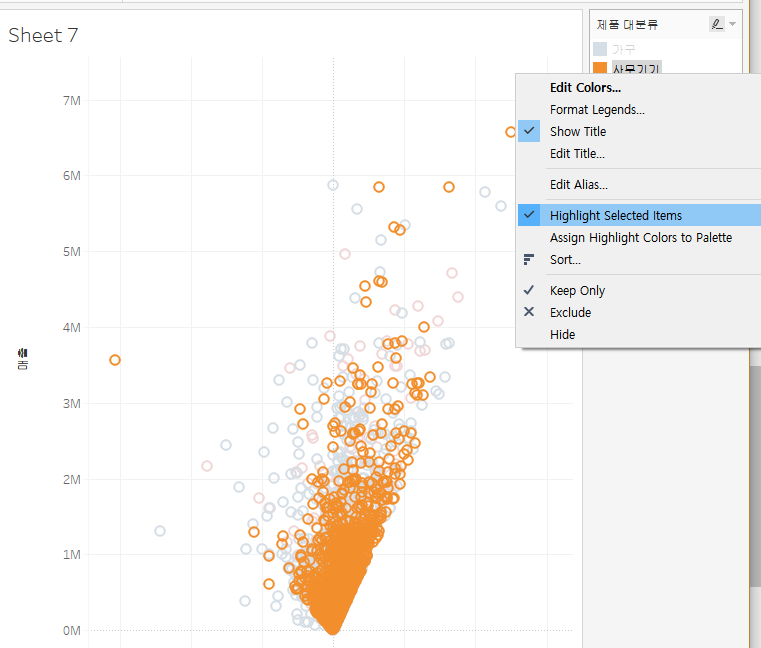 Sheet 7
제품 대분류
가구
사무기기
Edit Colors...
Format Legends...
Show Title
Edit Title...
Edit Alias...
Highlight Selected Items
Assign Highlight Colors to Palette
Sort...
Keep Only
Exclude
Hide
7M
6M
5M
4M
3M
2M
1M
0M
매출